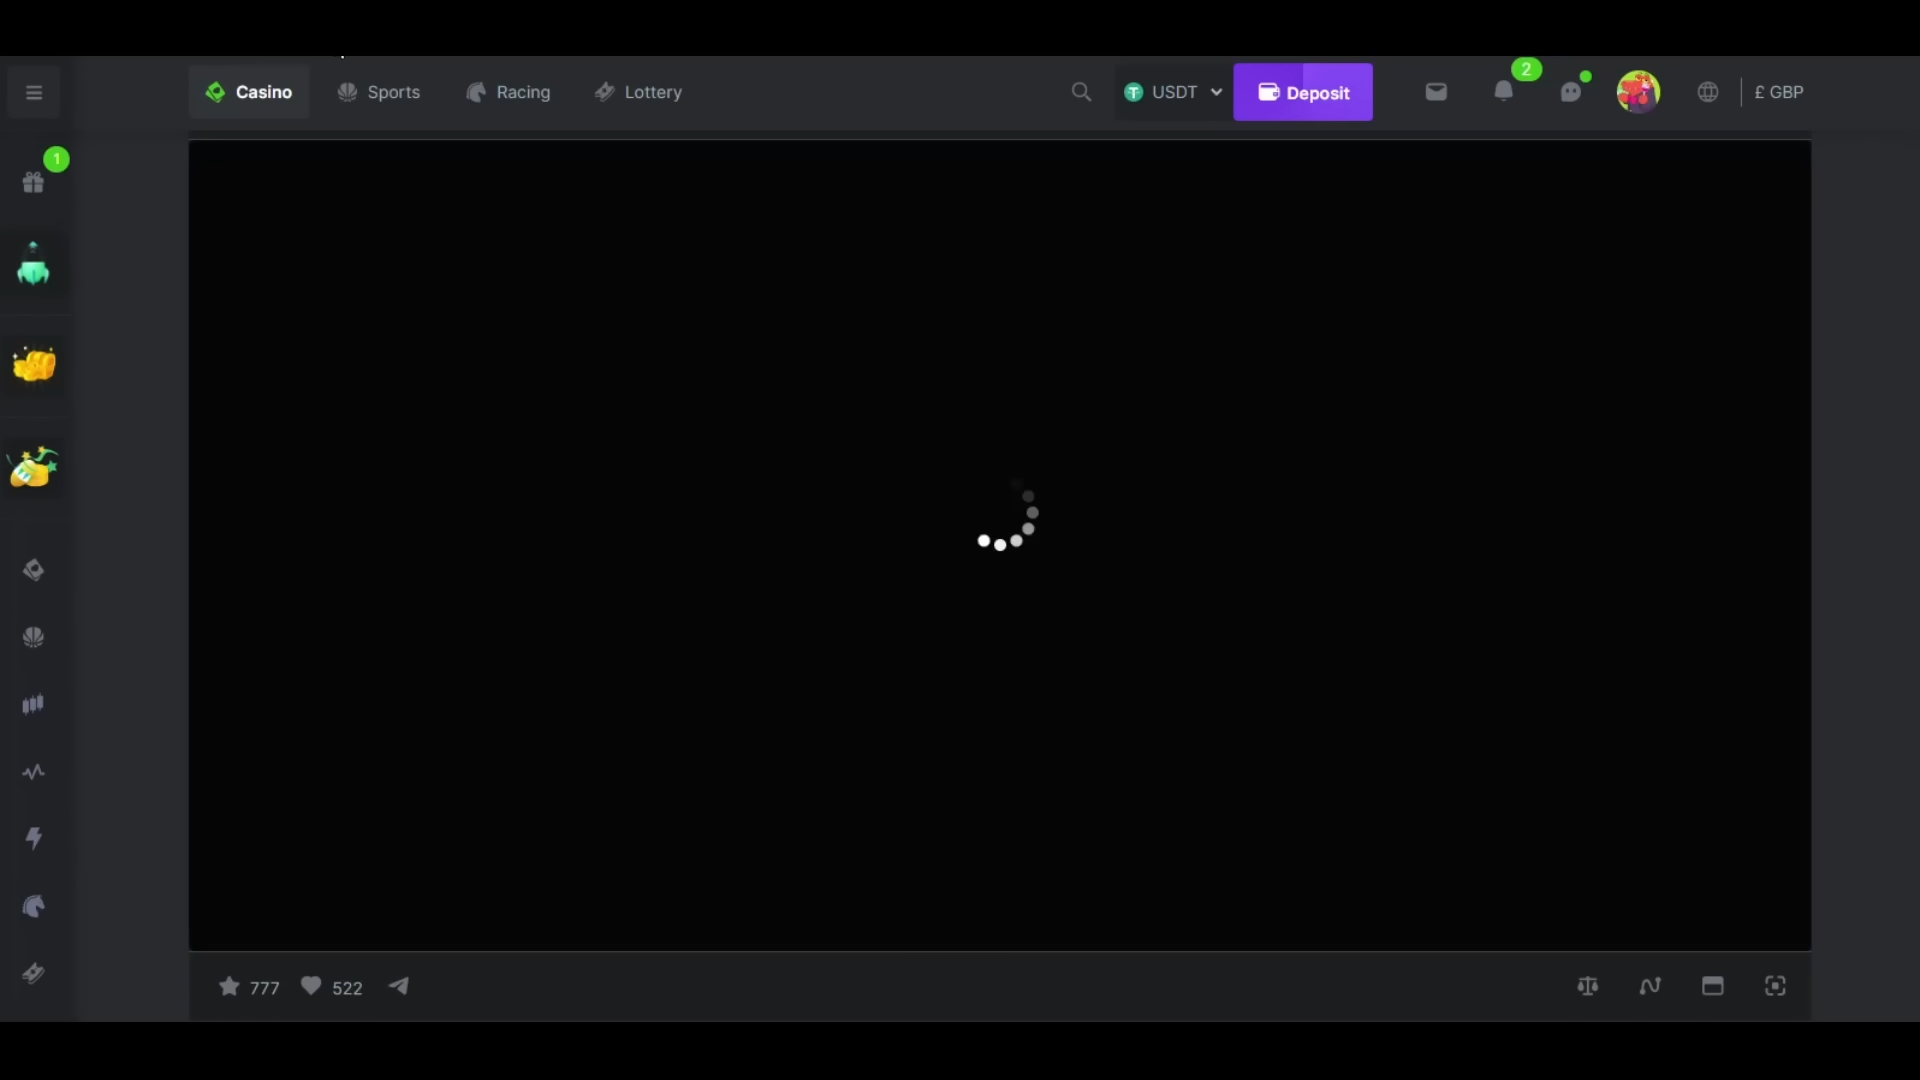 Casino
Sports
Racing
Lottery
USDT
Deposit
2
£ GBP
1
777
522